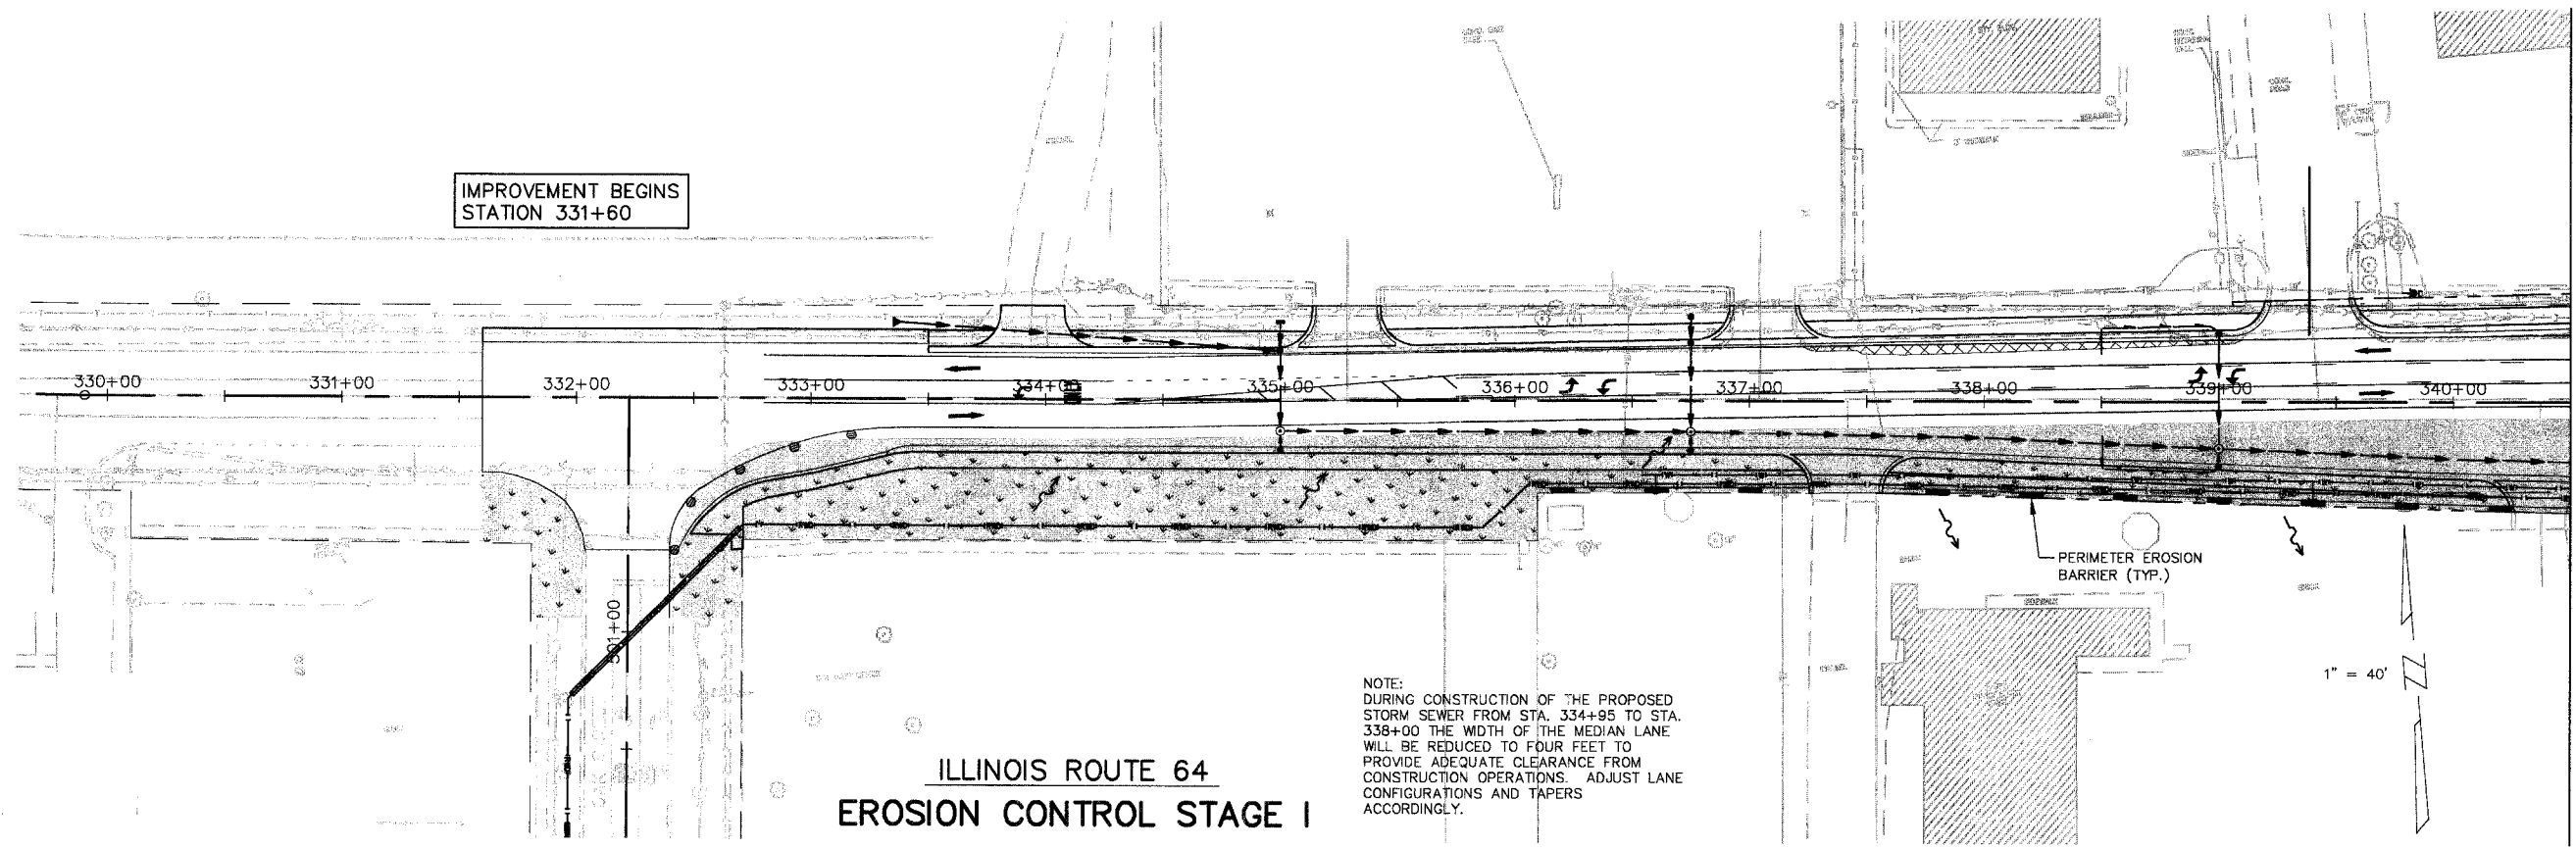 IMPROVEMENT BEGINS
STATION 331+60
330+00 331+00 332+00 333+00 334+00 335+00 336+00 337+00 338+00 339+00 340+00
PERIMETER EROSION
BARRIER (TYP.)
501+00
1" = 40'
NOTE:
DURING CONSTRUCTION OF THE PROPOSED
STORM SEWER FROM STA. 334+95 TO STA.
338+00 THE WIDTH OF THE MEDIAN LANE
WILL BE REDUCED TO FOUR FEET TO
PROVIDE ADEQUATE CLEARANCE FROM
CONSTRUCTION OPERATIONS. ADJUST LANE
CONFIGURATIONS AND TAPERS
ACCORDINGLY.
ILLINOIS ROUTE 64
EROSION CONTROL STAGE I